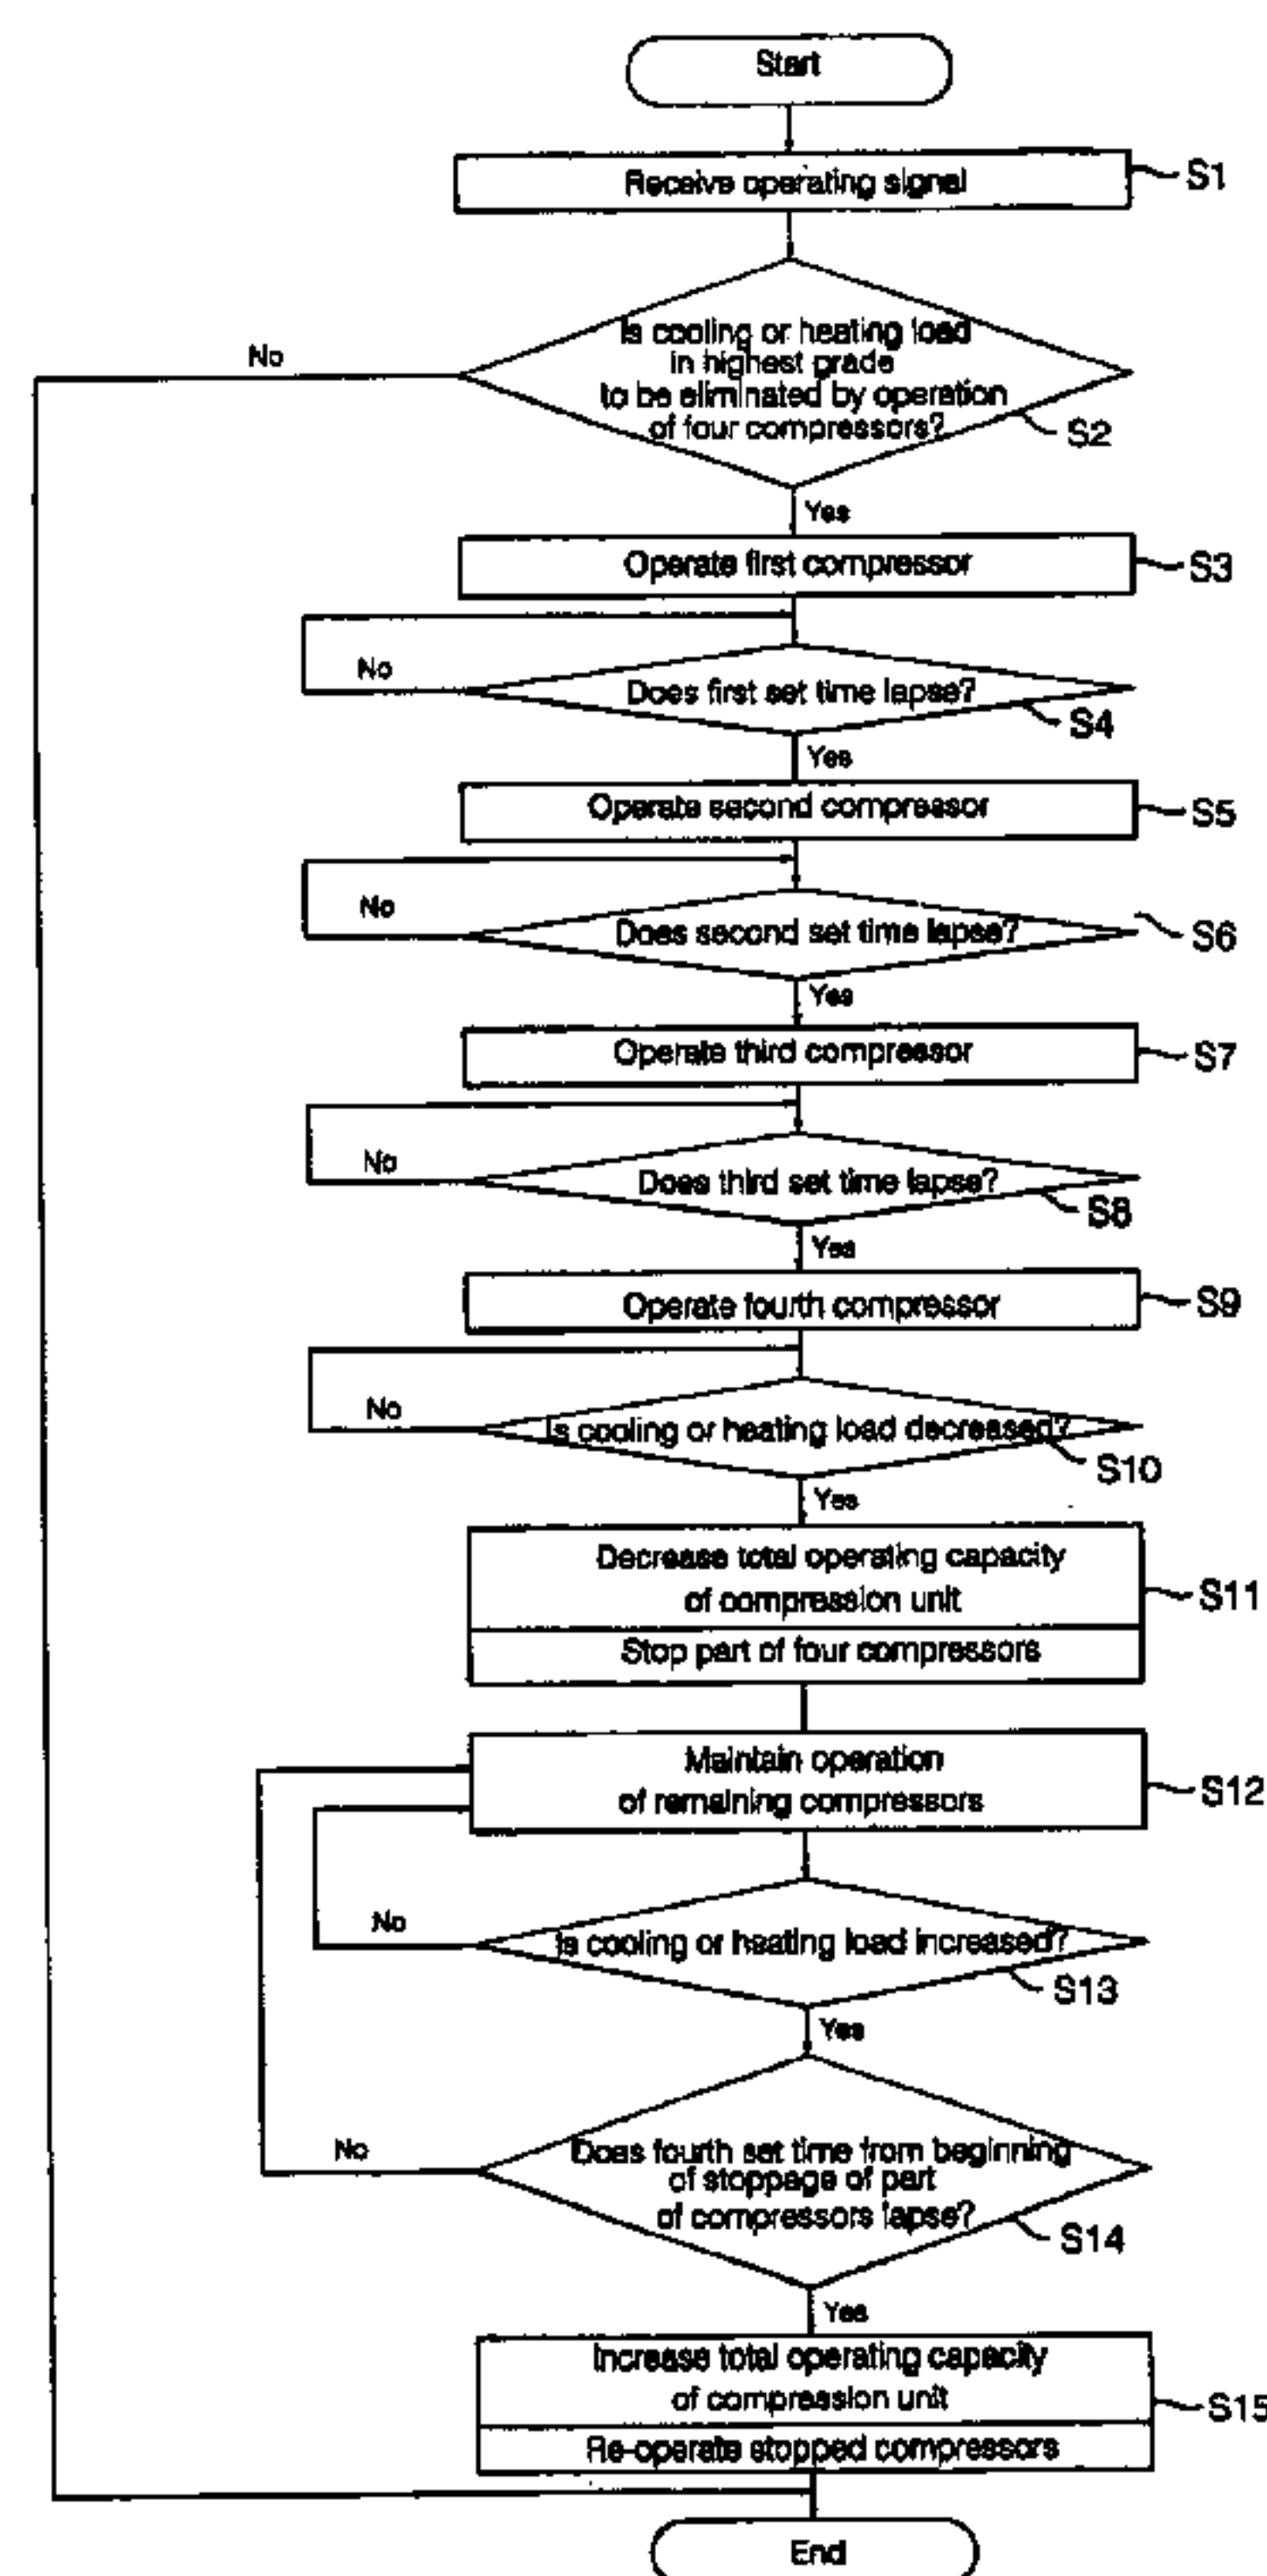 Start
Receive operating signal
S1
Is cooling or heating load
in highest grade
to be eliminated by operation
of four compressors?
S2
No
Yes
Operate first compressor
S3
No
Does first set time lapse?
S4
Yes
Operate second compressor
S5
No
Does second set time lapse?
S6
Yes
Operate third compressor
S7
No
Does third set time lapse?
S8
Yes
Operate fourth compressor
S9
No
Is cooling or heating load decreased?
S10
Yes
Decrease total operating capacity
of compression unit
S11
Stop part of four compressors
Maintain operation
of remaining compressors
S12
No
Is cooling or heating load increased?
S13
Yes
No
Does fourth set time from beginning
of stoppage of part
of compressors lapse?
S14
Yes
Increase total operating capacity
of compression unit
S15
Re-operate stopped compressors
End